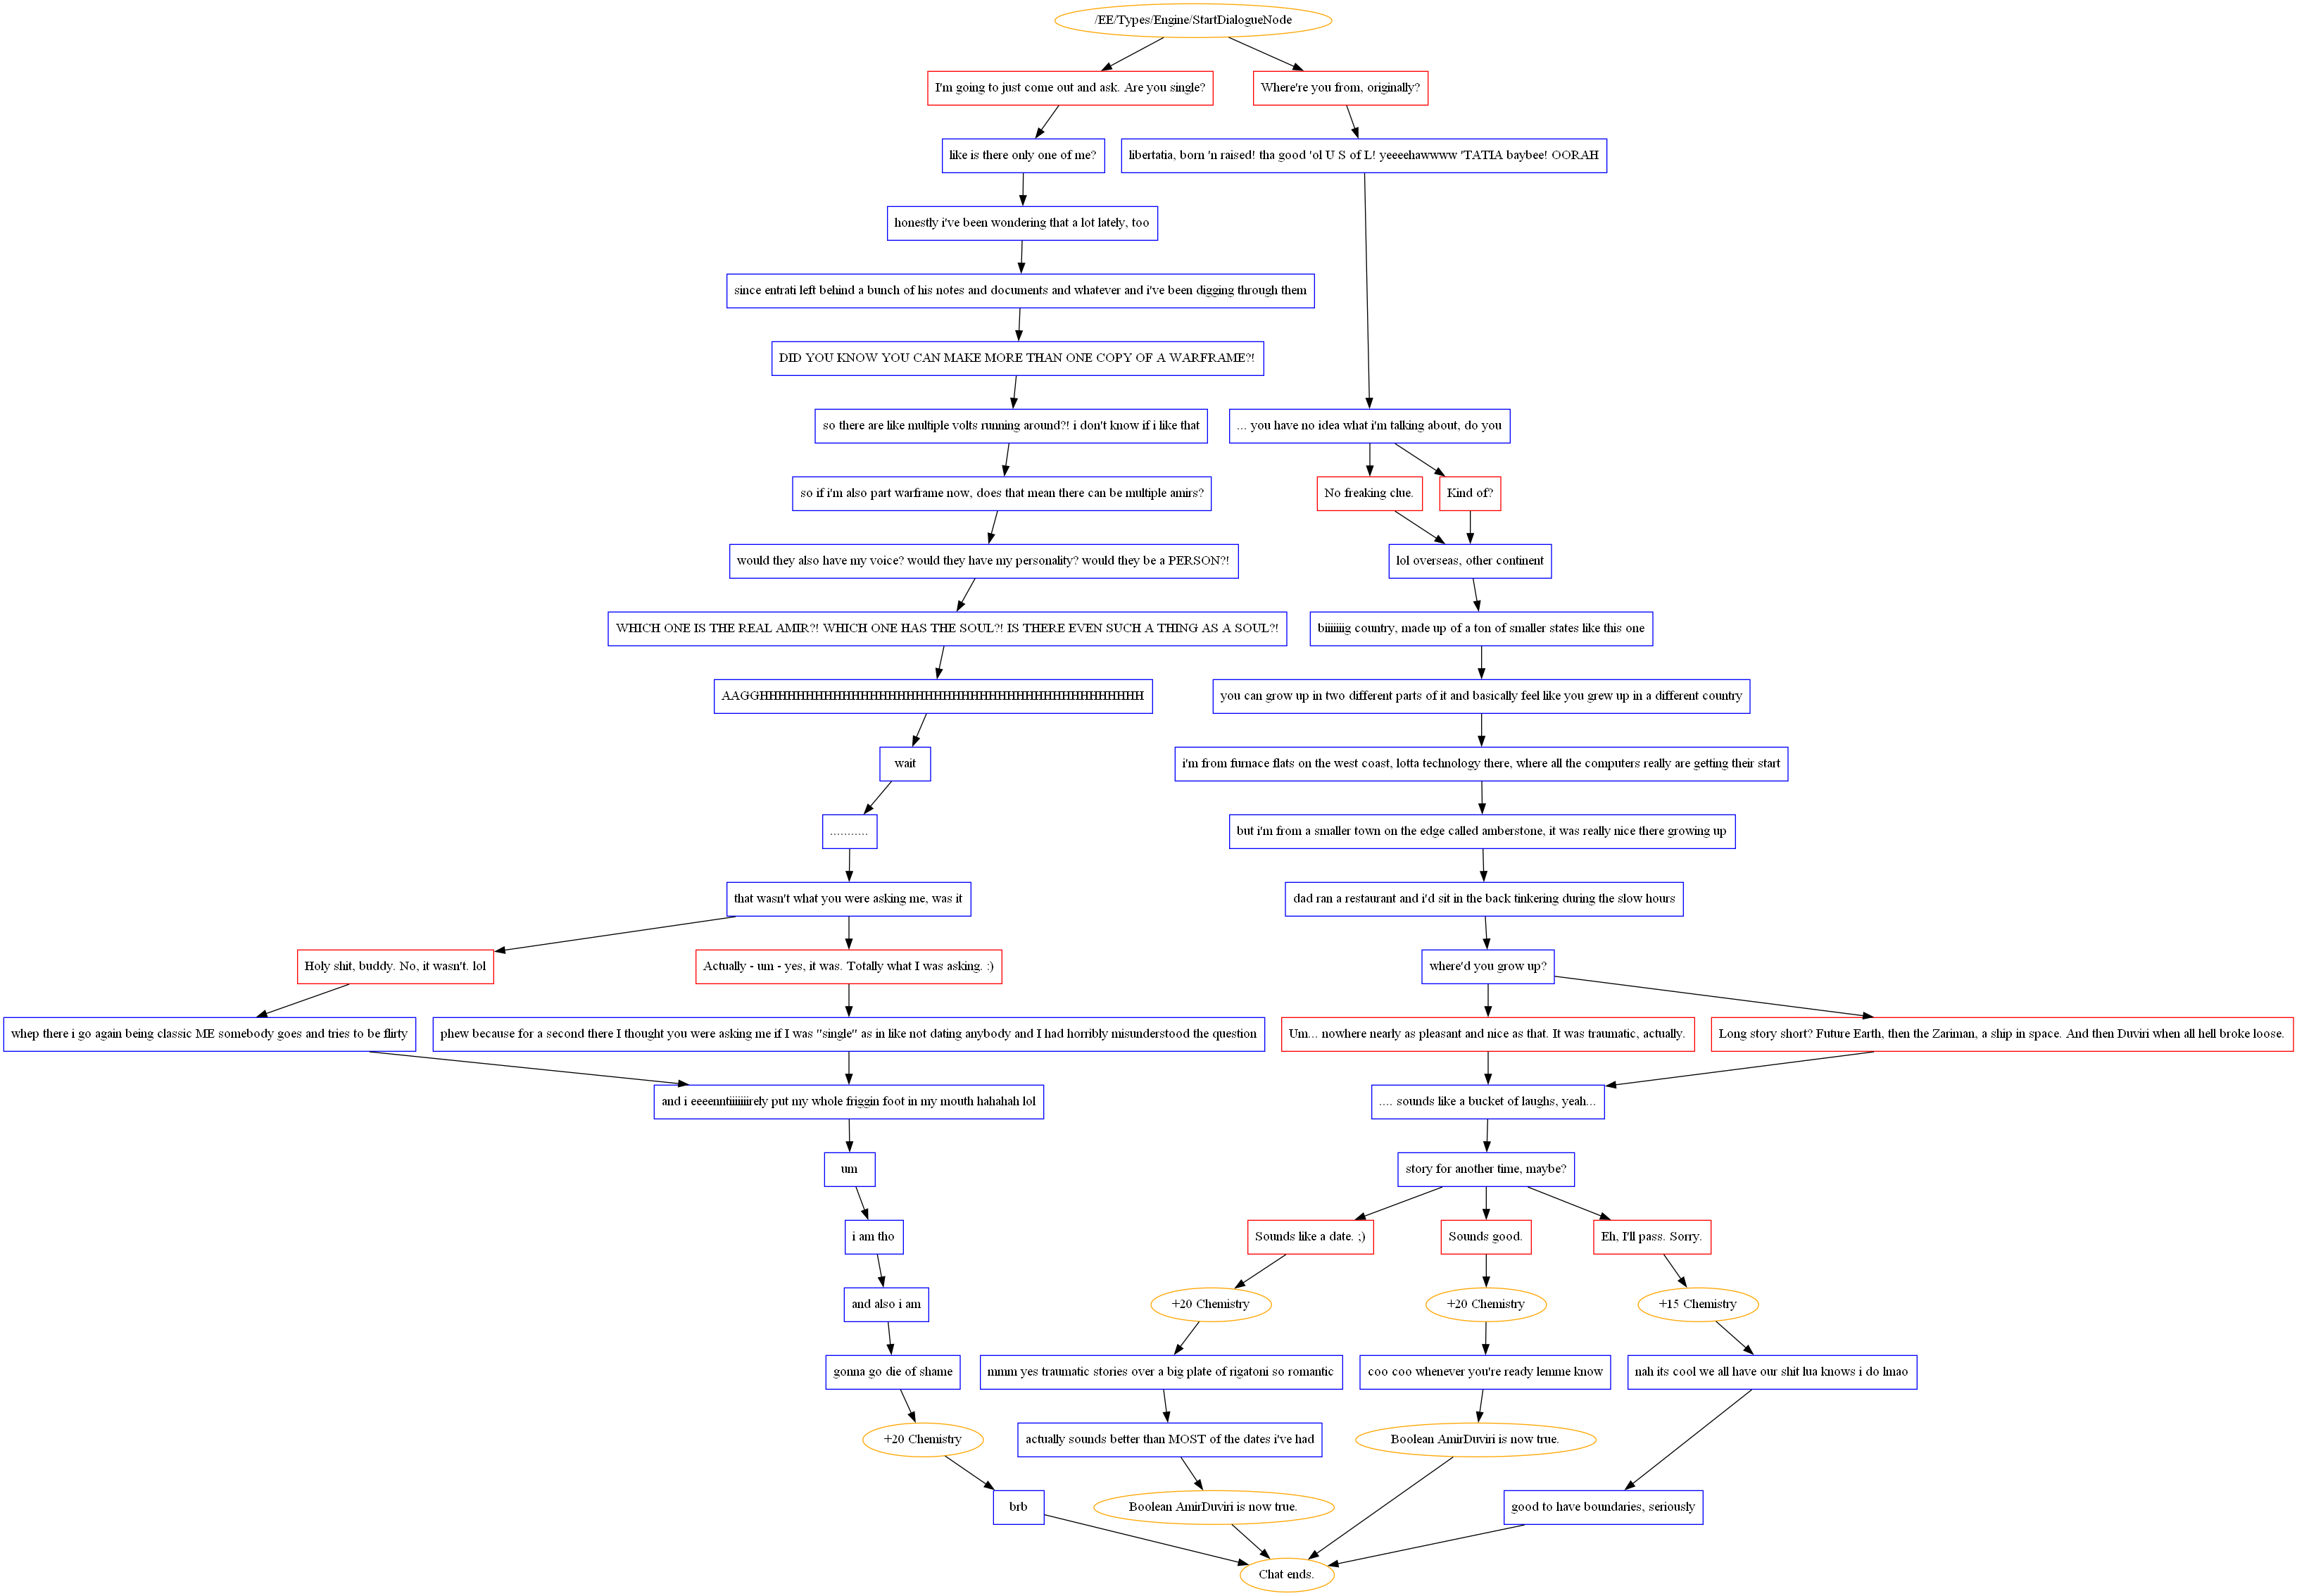 /EE/Types/Engine/StartDialogueNode
I'm going to just come out and ask. Are you single?
Where're you from, originally?
like is there only one of me?
libertatia, born 'n raised! tha good 'ol U S of L! yeeeehawwww 'TATIA baybee! OORAH
honestly i've been wondering that a lot lately, too
since entrati left behind a bunch of his notes and documents and whatever and i've been digging through them
DID YOU KNOW YOU CAN MAKE MORE THAN ONE COPY OF A WARFRAME?!
so there are like multiple volts running around?! i don't know if i like that
... you have no idea what i'm talking about, do you
so if i'm also part warframe now, does that mean there can be multiple amirs?
No freaking clue.
Kind of?
would they also have my voice? would they have my personality? would they be a PERSON?!
lol overseas, other continent
WHICH ONE IS THE REAL AMIR?! WHICH ONE HAS THE SOUL?! IS THERE EVEN SUCH A THING AS A SOUL?!
biiiiiiig country, made up of a ton of smaller states like this one
AAGGHHHHHHHHHHHHHHHHHHHHHHHHHHHHHHHHHHHHHHHHHH
you can grow up in two different parts of it and basically feel like you grew up in a different country
wait
i'm from furnace flats on the west coast, lotta technology there, where all the computers really are getting their start
...........
but i'm from a smaller town on the edge called amberstone, it was really nice there growing up
that wasn't what you were asking me, was it
dad ran a restaurant and i'd sit in the back tinkering during the slow hours
Holy shit, buddy. No, it wasn't. lol
Actually - um - yes, it was. Totally what I was asking. :)
where'd you grow up?
whep there i go again being classic ME somebody goes and tries to be flirty
phew because for a second there I thought you were asking me if I was "single" as in like not dating anybody and I had horribly misunderstood the question
Um... nowhere nearly as pleasant and nice as that. It was traumatic, actually.
Long story short? Future Earth, then the Zariman, a ship in space. And then Duviri when all hell broke loose.
and i eeeenntiiiiiiirely put my whole friggin foot in my mouth hahahah lol
.... sounds like a bucket of laughs, yeah...
um
story for another time, maybe?
i am tho
Sounds like a date. ;)
Sounds good.
Eh, I'll pass. Sorry.
and also i am
+20 Chemistry
+20 Chemistry
+15 Chemistry
gonna go die of shame
mmm yes traumatic stories over a big plate of rigatoni so romantic
coo coo whenever you're ready lemme know
nah its cool we all have our shit lua knows i do lmao
+20 Chemistry
actually sounds better than MOST of the dates i've had
Boolean AmirDuviri is now true.
brb
Boolean AmirDuviri is now true.
good to have boundaries, seriously
Chat ends.